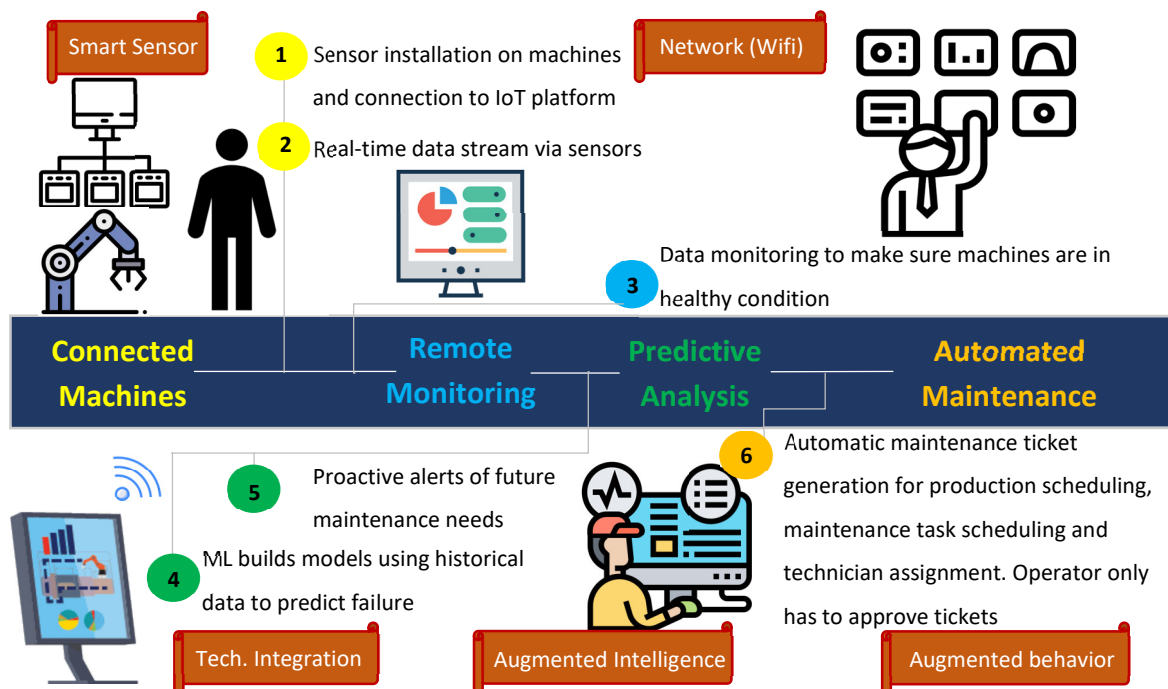 Smart Sensor
1
Sensor installation on machines
and connection to IoT platform
Network (Wifi)
2
Real-time data stream via sensors
3
Data monitoring to make sure machines are in
healthy condition
Connected
Machines
Remote
Monitoring
Predictive
Analysis
Automated
Maintenance
5
Proactive alerts of future
maintenance needs
4
ML builds models using historical
data to predict failure
6
Automatic maintenance ticket
generation for production scheduling,
maintenance task scheduling and
technician assignment. Operator only
has to approve tickets
Tech. Integration
Augmented Intelligence
Augmented behavior